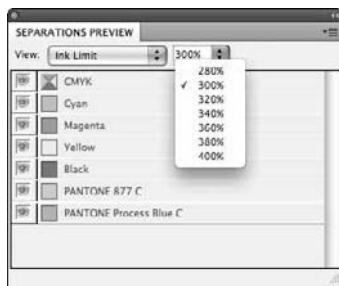 SEPARATIONS PREVIEW
View: Ink Limit 300%
280%
✓ 300%
320%
340%
360%
380%
400%
CMYK
Cyan
Magenta
Yellow
Black
PANTONE 877 C
PANTONE Process Blue C